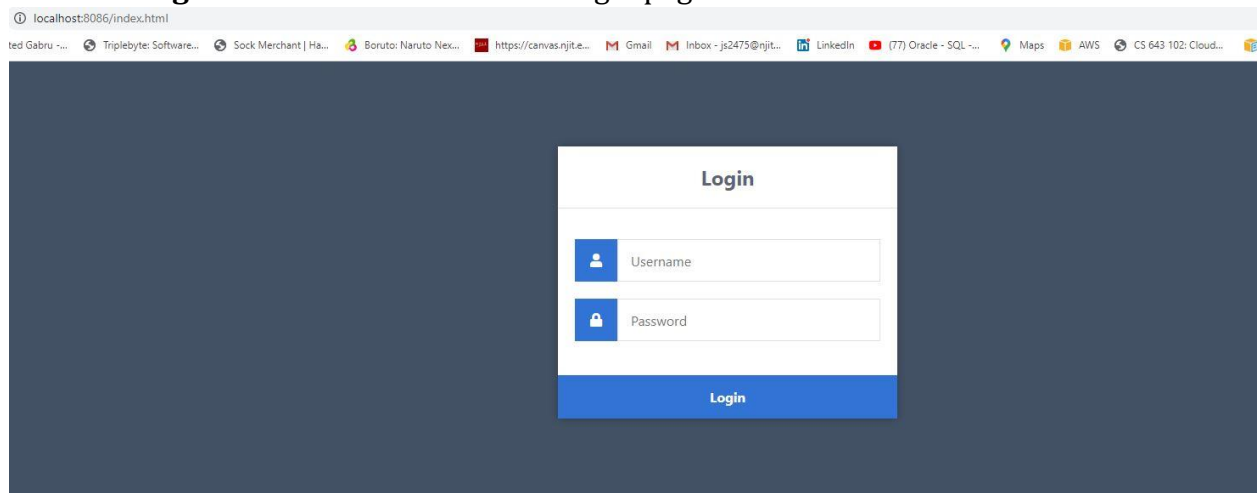 localhost:8086/index.html
ted Gabru -... Triplebyte: Software... Sock Merchant | Ha... Boruto: Naruto Nex... https://canvas.njit.e... Gmail Inbox - js2475@njit... LinkedIn (77) Oracle - SQL -... Maps AWS CS 643 102: Cloud...
Login
Username
Password
Login